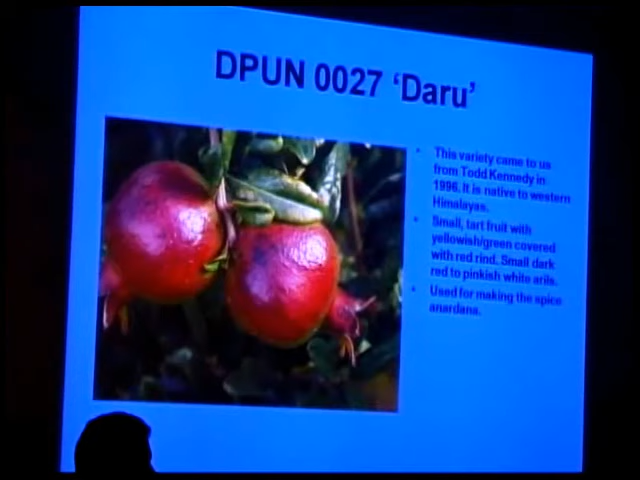 DPUN 0027 ‘Daru’
• This variety came to us
from Todd Kennedy in
1996. It is native to western
Himalayas.
• Small, tart fruit with
yellowish/green covered
with red rind. Small dark
red to pinkish white arils.
• Used for making the spice
anardana.